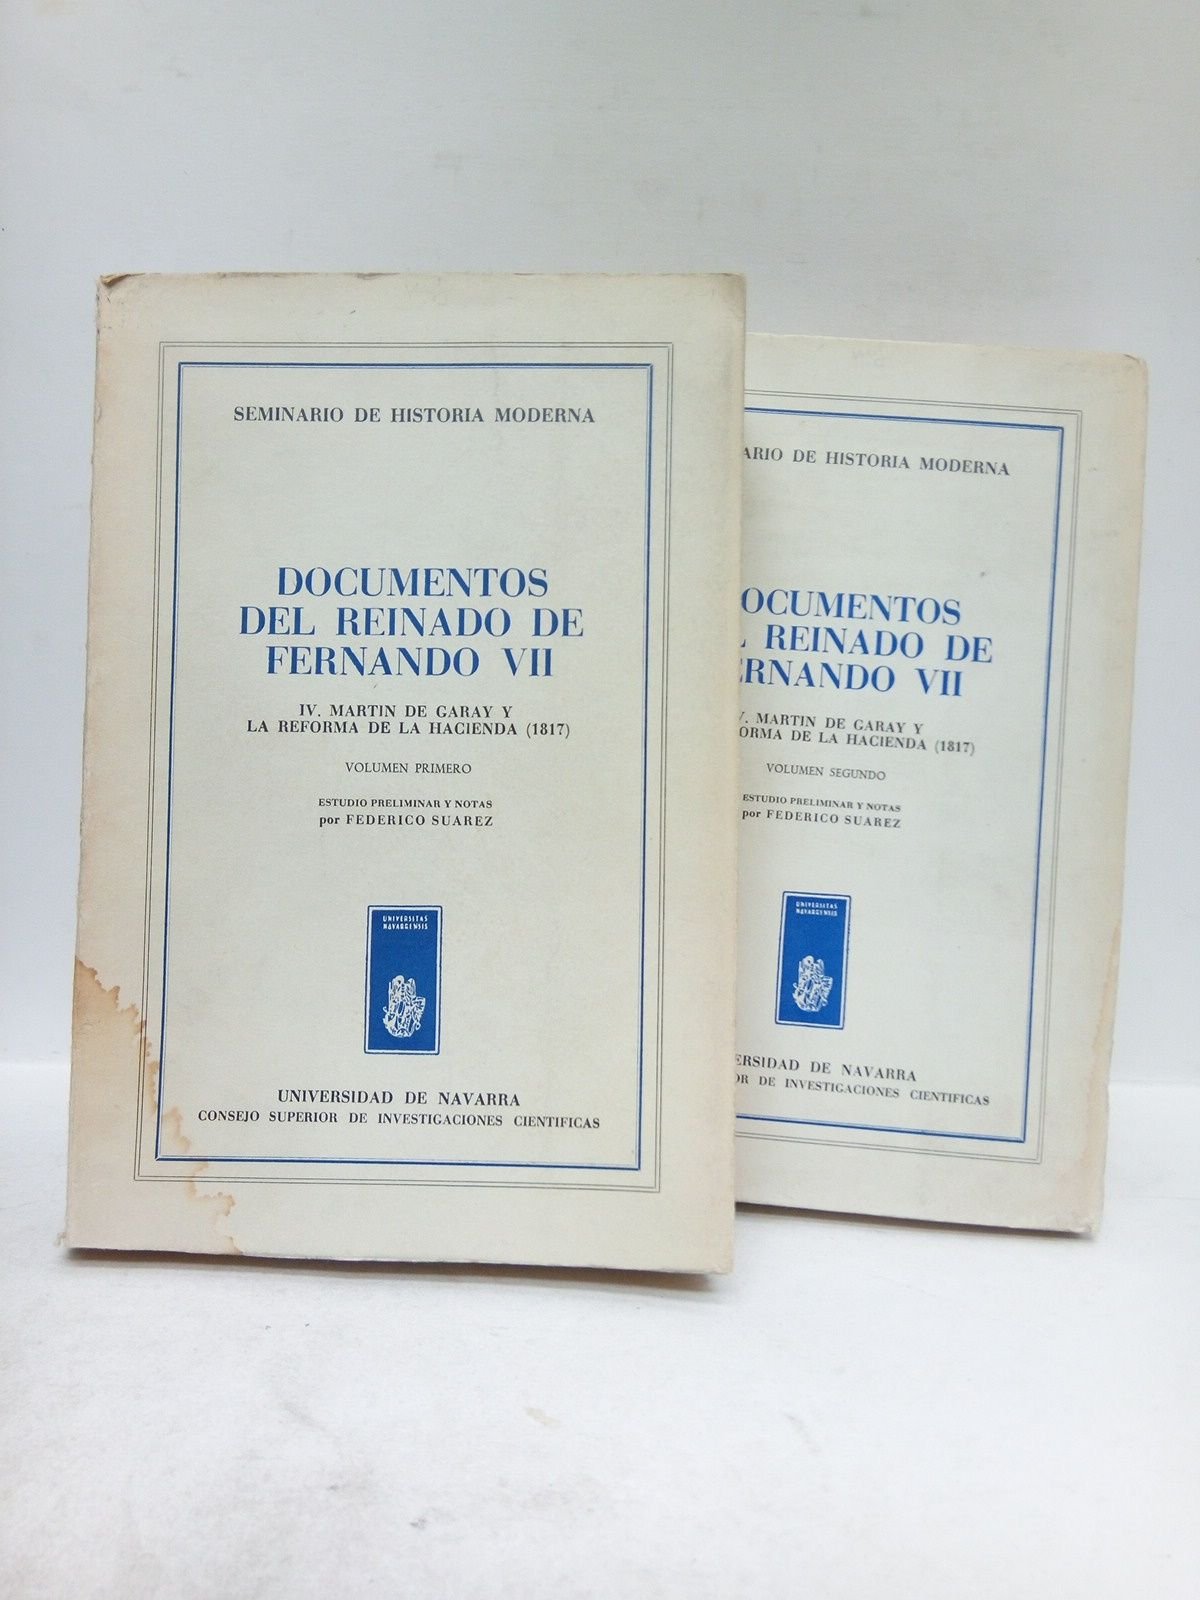 SEMINARIO DE HISTORIA MODERNA
DOCUMENTOS
DEL REINADO DE
FERNANDO VII
IV. MARTIN DE GARAY Y
LA REFORMA DE LA HACIENDA (1817)
VOLUMEN PRIMERO
ESTUDIO PRELIMINAR Y NOTAS
por FEDERICO SUAREZ
UNIVERSITAS
NAVARRENSIS
UNIVERSIDAD DE NAVARRA
CONSEJO SUPERIOR DE INVESTIGACIONES CIENTIFICAS
ARIO DE HISTORIA MODERNA
OCUMENTOS
L REINADO DE
ERNANDO VII
V. MARTIN DE GARAY Y
ORMA DE LA HACIENDA (1817)
VOLUMEN SEGUNDO
ESTUDIO PRELIMINAR Y NOTAS
por FEDERICO SUAREZ
UNIVERSITAS
NAVARRENSIS
ERSIDAD DE NAVARRA
OR DE INVESTIGACIONES CIENTIFICAS